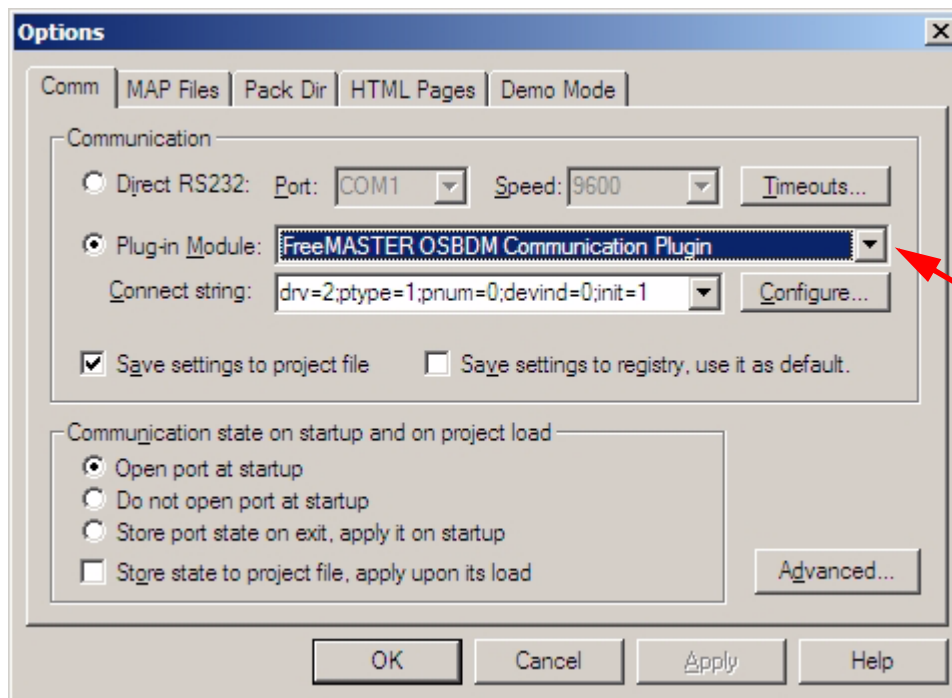 Options
Comm MAP Files Pack Dir HTML Pages Demo Mode
Communication
Direct RS232: Port: COM1 Speed: 9600 Timeouts...
Plug-in Module: FreeMASTER OSBDM Communication Plugin
Connect string: drv=2;ptype=1;pnum=0;devind=0;init=1 Configure...
Save settings to project file Save settings to registry, use it as default.
Communication state on startup and on project load
Open port at startup
Do not open port at startup
Store port state on exit, apply it on startup
Store state to project file, apply upon its load Advanced...
OK Cancel Apply Help